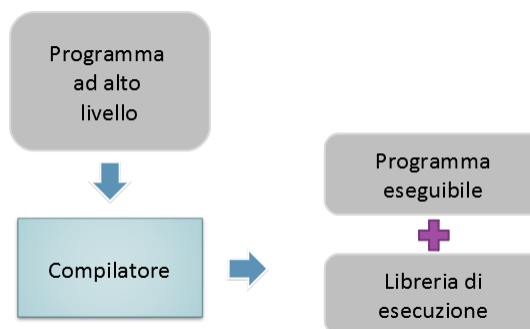 Programma
ad alto
livello
Programma
eseguibile
Compilatore
Libreria di
esecuzione